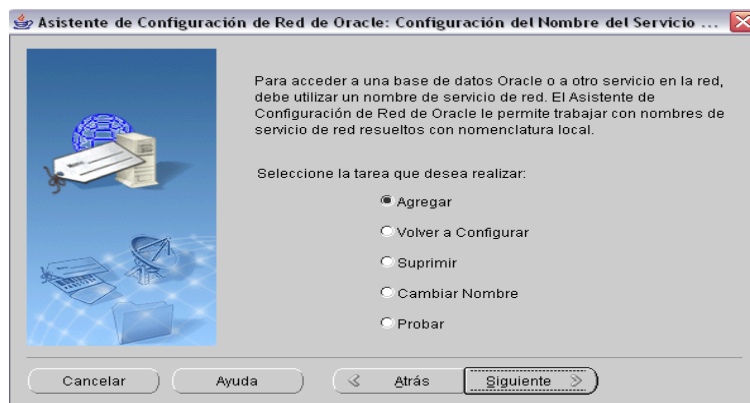 Asistente de Configuración de Red de Oracle: Configuración del Nombre del Servicio ...
Para acceder a una base de datos Oracle o a otro servicio en la red,
debe utilizar un nombre de servicio de red. El Asistente de
Configuración de Red de Oracle le permite trabajar con nombres de
servicio de red resueltos con nomenclatura local.
Seleccione la tarea que desea realizar:
Agregar
Volver a Configurar
Suprimir
Cambiar Nombre
Probar
Cancelar
Ayuda
Atrás
Siguiente